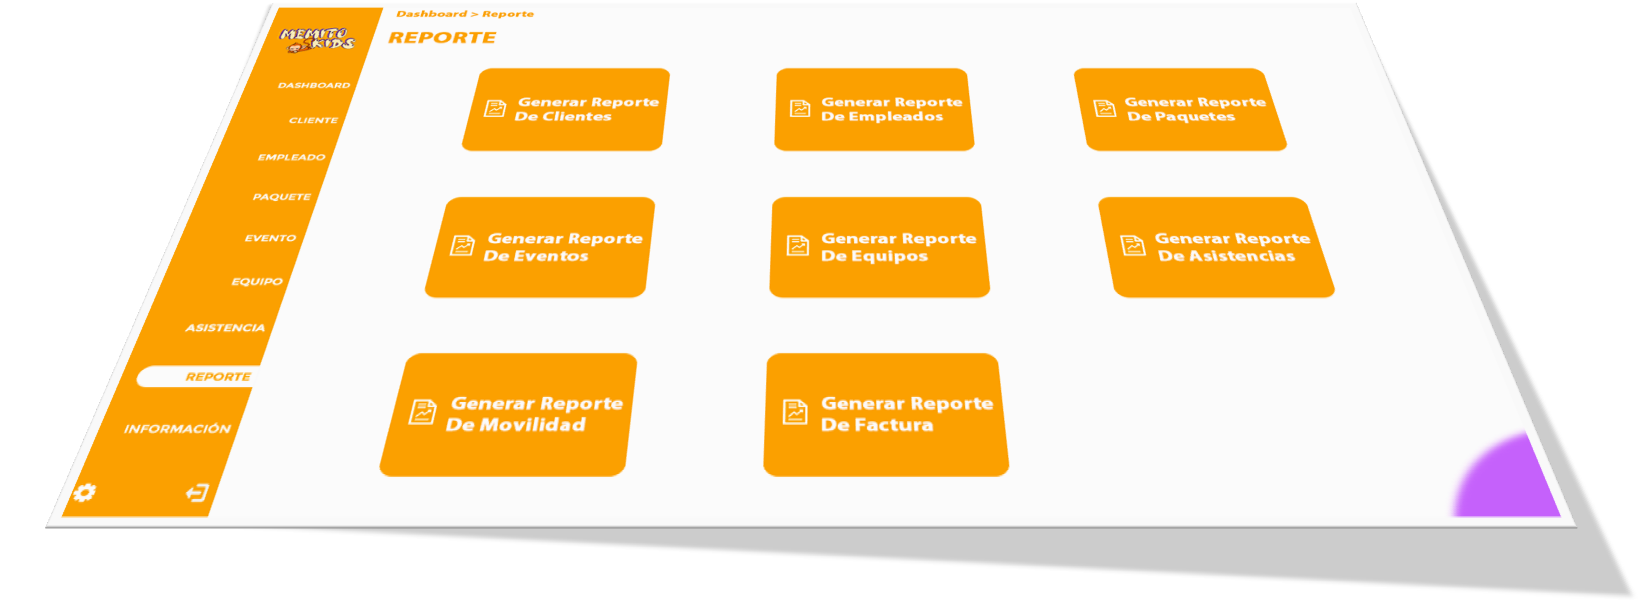 MEMITO
KIDS
DASHBOARD
CLIENTE
EMPLEADO
PAQUETE
EVENTO
EQUIPO
ASISTENCIA
REPORTE
INFORMACIÓN
Dashboard > Reporte
REPORTE
Generar Reporte
De Clientes
Generar Reporte
De Empleados
Generar Reporte
De Paquetes
Generar Reporte
De Eventos
Generar Reporte
De Equipos
Generar Reporte
De Asistencias
Generar Reporte
De Movilidad
Generar Reporte
De Factura